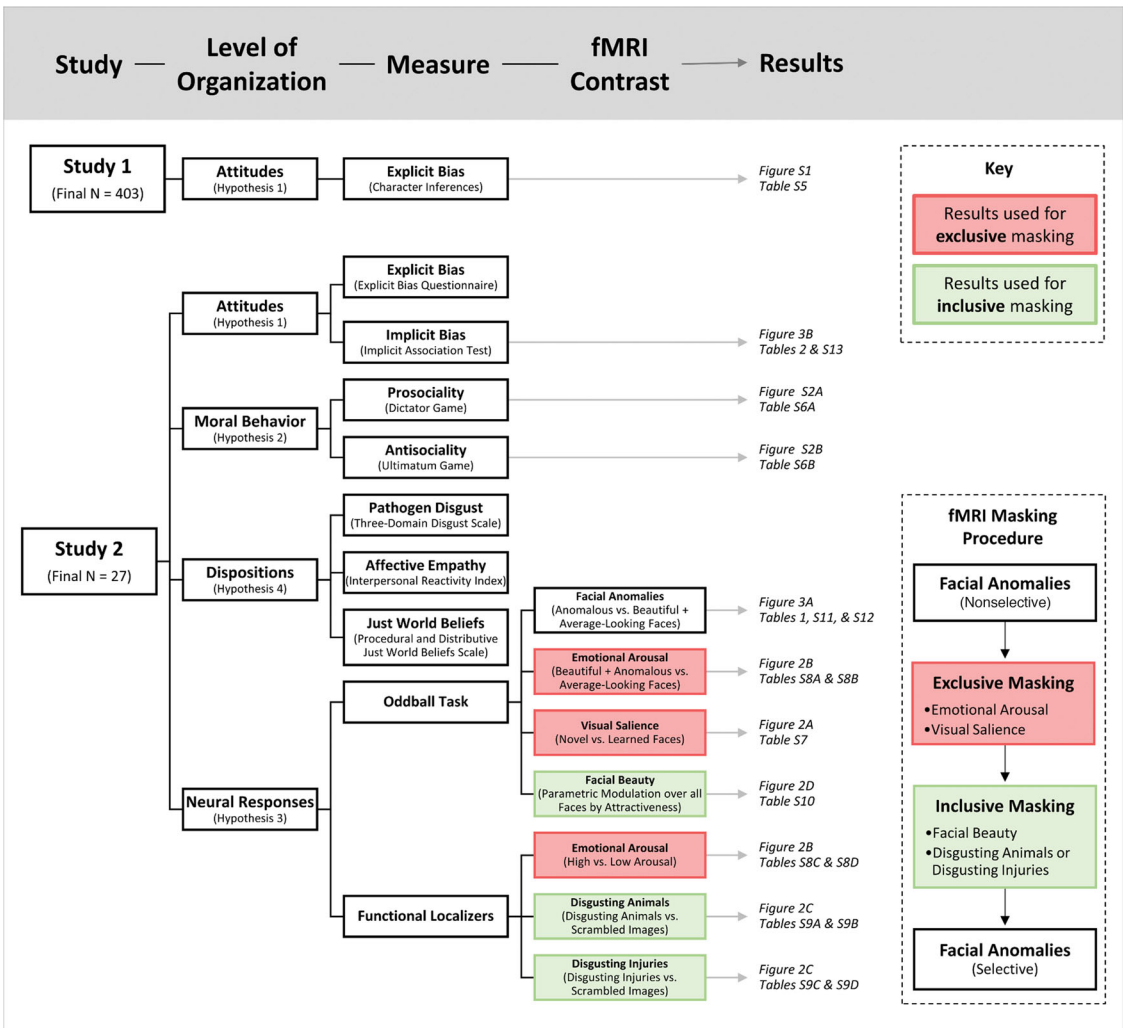 Study
Level of
Organization
Measure
fMRI
Contrast
Results
Study 1
(Final N = 403)
Attitudes
(Hypothesis 1)
Explicit Bias
(Character Inferences)
Figure S1
Table S5
Key
Results used for
exclusive masking
Results used for
inclusive masking
Study 2
(Final N = 27)
Attitudes
(Hypothesis 1)
Explicit Bias
(Explicit Bias Questionnaire)
Implicit Bias
(Implicit Association Test)
Figure 3B
Tables 2 & S13
Moral Behavior
(Hypothesis 2)
Prosociality
(Dictator Game)
Figure S2A
Table S6A
Antisociality
(Ultimatum Game)
Figure S2B
Table S6B
Dispositions
(Hypothesis 4)
Pathogen Disgust
(Three-Domain Disgust Scale)
Affective Empathy
(Interpersonal Reactivity Index)
Just World Beliefs
(Procedural and Distributive
Just World Beliefs Scale)
Neural Responses
(Hypothesis 3)
Oddball Task
Facial Anomalies
(Anomalous vs. Beautiful +
Average-Looking Faces)
Figure 3A
Tables 1, S11, & S12
Emotional Arousal
(Beautiful + Anomalous vs.
Average-Looking Faces)
Figure 2B
Tables S8A & S8B
Visual Salience
(Novel vs. Learned Faces)
Figure 2A
Table S7
Facial Beauty
(Parametric Modulation over all
Faces by Attractiveness)
Figure 2D
Table S10
Functional Localizers
Emotional Arousal
(High vs. Low Arousal)
Figure 2B
Tables S8C & S8D
Disgusting Animals
(Disgusting Animals vs.
Scrambled Images)
Figure 2C
Tables S9A & S9B
Disgusting Injuries
(Disgusting Injuries vs.
Scrambled Images)
Figure 2C
Tables S9C & S9D
fMRI Masking
Procedure
Facial Anomalies
(Nonselective)
Exclusive Masking
•Emotional Arousal
•Visual Salience
Inclusive Masking
•Facial Beauty
•Disgusting Animals or
Disgusting Injuries
Facial Anomalies
(Selective)